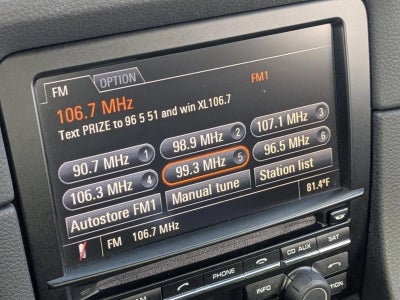 FM OPTION
106.7 MHz FM1
Text PRIZE to 96 5 51 and win XL106.7
90.7 MHz 1 98.9 MHz 2 107.1 MHz 3
106.3 MHz 4 99.3 MHz 5 96.5 MHz 6
Autostore FM1 Manual tune Station list
FM 106.7 MHz 81.4°F
PHONE CD AUX SAT
INFO